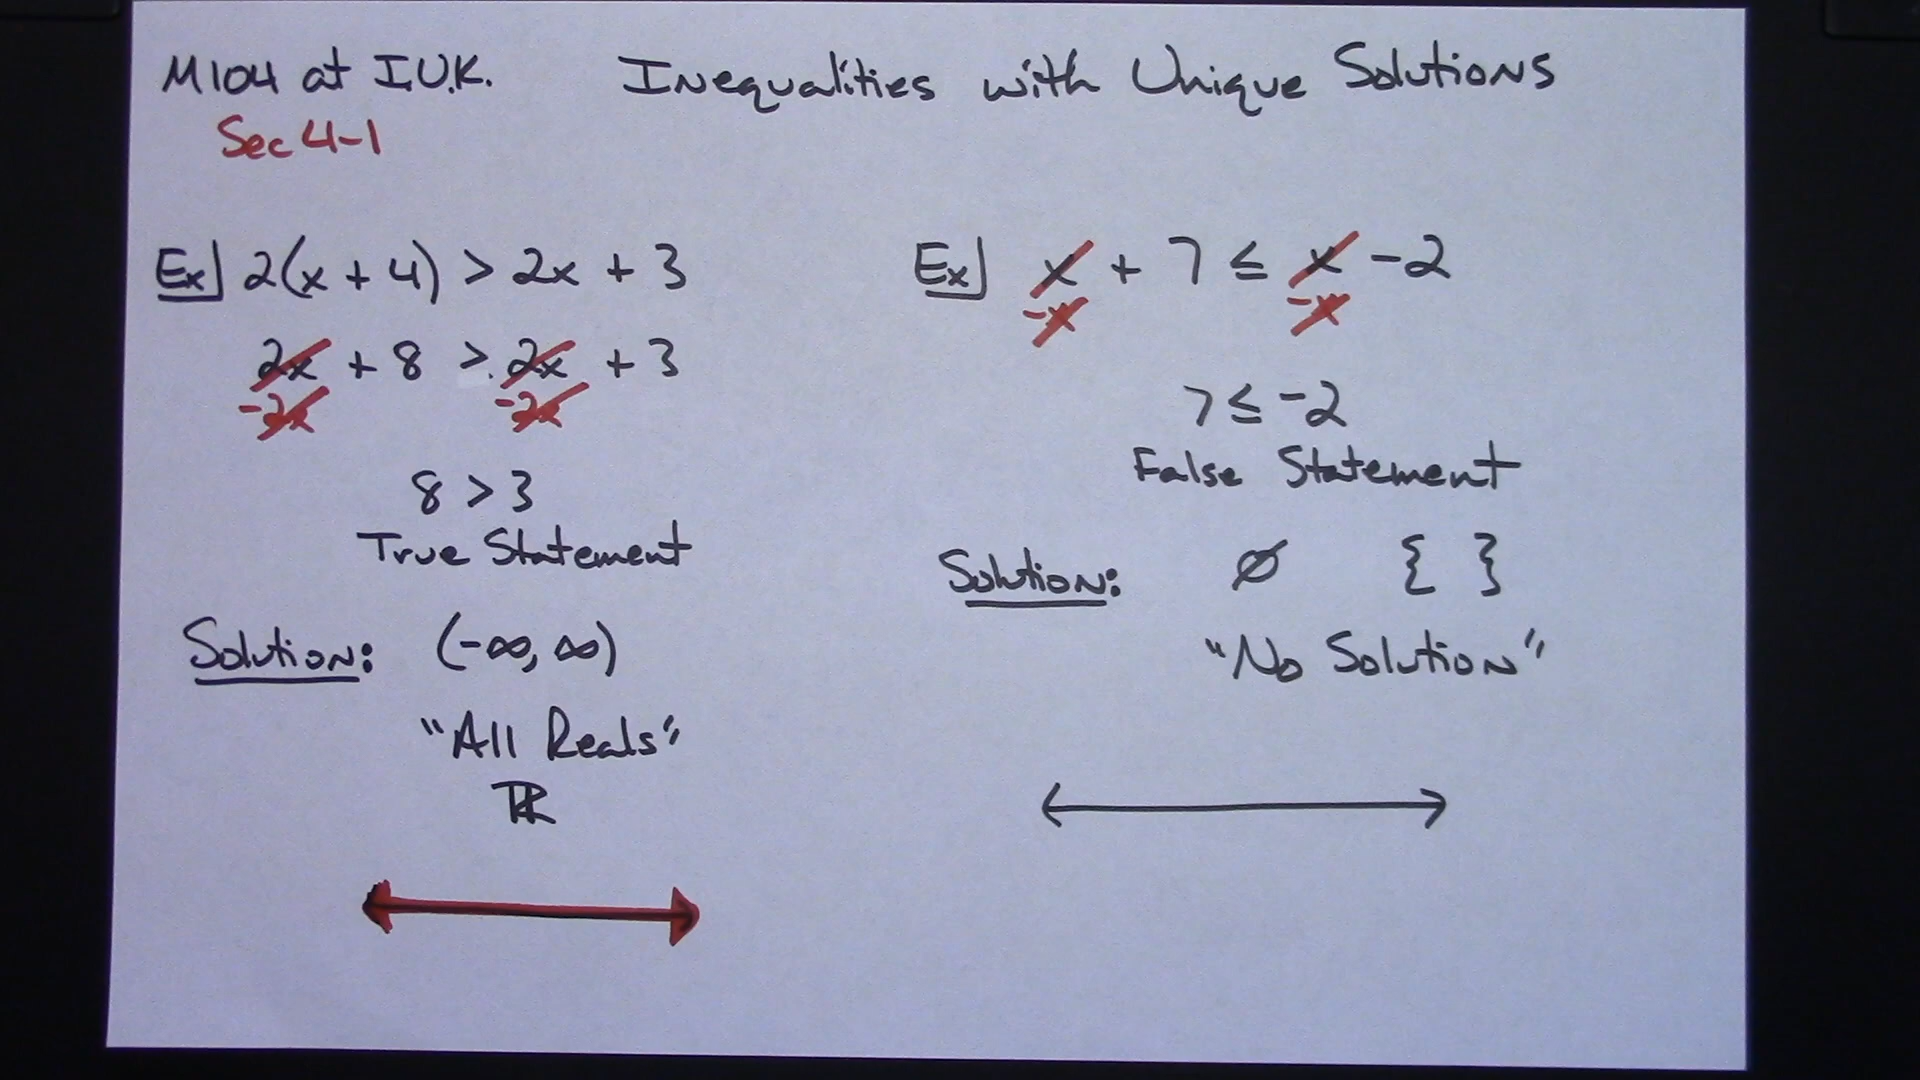 M104 at I.U.K. Inequalities with Unique Solutions
Sec 4-1
Ex] 2(x + 4) > 2x + 3
2x + 8 > 2x + 3
-2x -2x
8 > 3
True Statement
Solution: (-∞, ∞)
"All Reals"
ℝ
Ex] x + 7 ≤ x - 2
-x -x
7 ≤ -2
False Statement
Solution: ∅ { }
"No Solution"